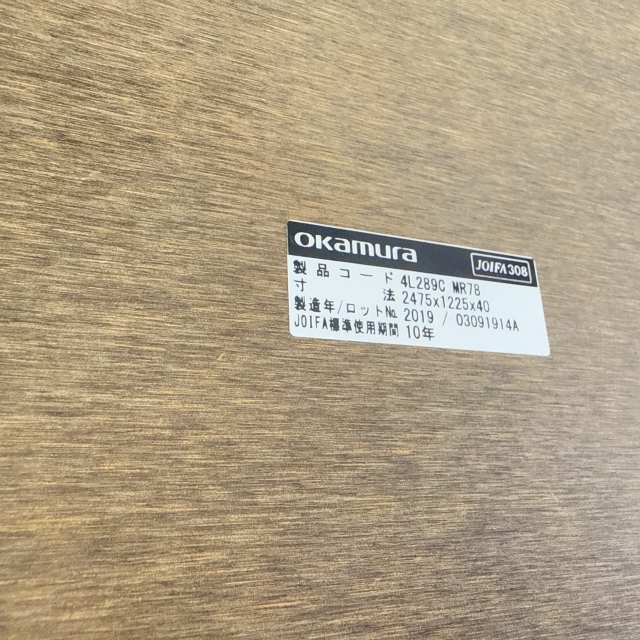 okamura
JOIFA308
製品コード 4L289C MR78
寸法 2475x1225x40
製造年/ロット№ 2019 / 03091914A
JOIFA標準使用期間 10年